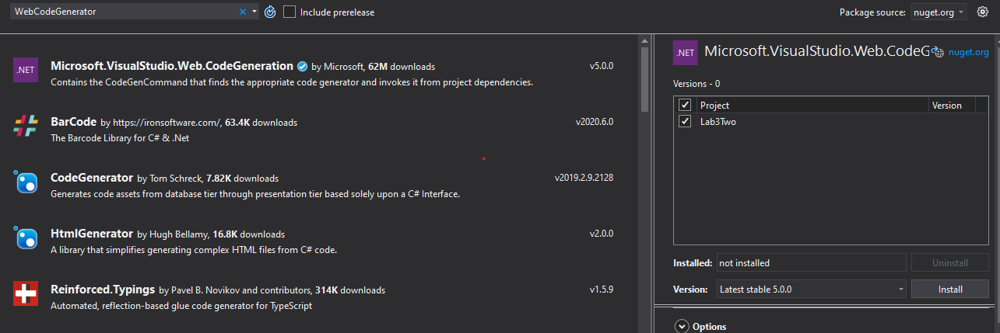 WebCodeGenerator
Include prerelease
Package source: nuget.org
.NET
Microsoft.VisualStudio.Web.CodeGeneration by Microsoft, 62M downloads
v5.0.0
Contains the CodeGenCommand that finds the appropriate code generator and invokes it from project dependencies.
BarCode by https://ironsoftware.com/, 63.4K downloads
v2020.6.0
The Barcode Library for C# & .Net
CodeGenerator by Tom Schreck, 7.82K downloads
v2019.2.9.2128
Generates code assets from database tier through presentation tier based solely upon a C# Interface.
HtmlGenerator by Hugh Bellamy, 16.8K downloads
v2.0.0
A library that simplifies generating complex HTML files from C# code.
Reinforced.Typings by Pavel B. Novikov and contributors, 314K downloads
v1.5.9
Automated, reflection-based glue code generator for TypeScript
.NET
Microsoft.VisualStudio.Web.CodeG
nuget.org
Versions - 0
Project
Version
Lab3Two
Installed: not installed
Uninstall
Version: Latest stable 5.0.0
Install
Options